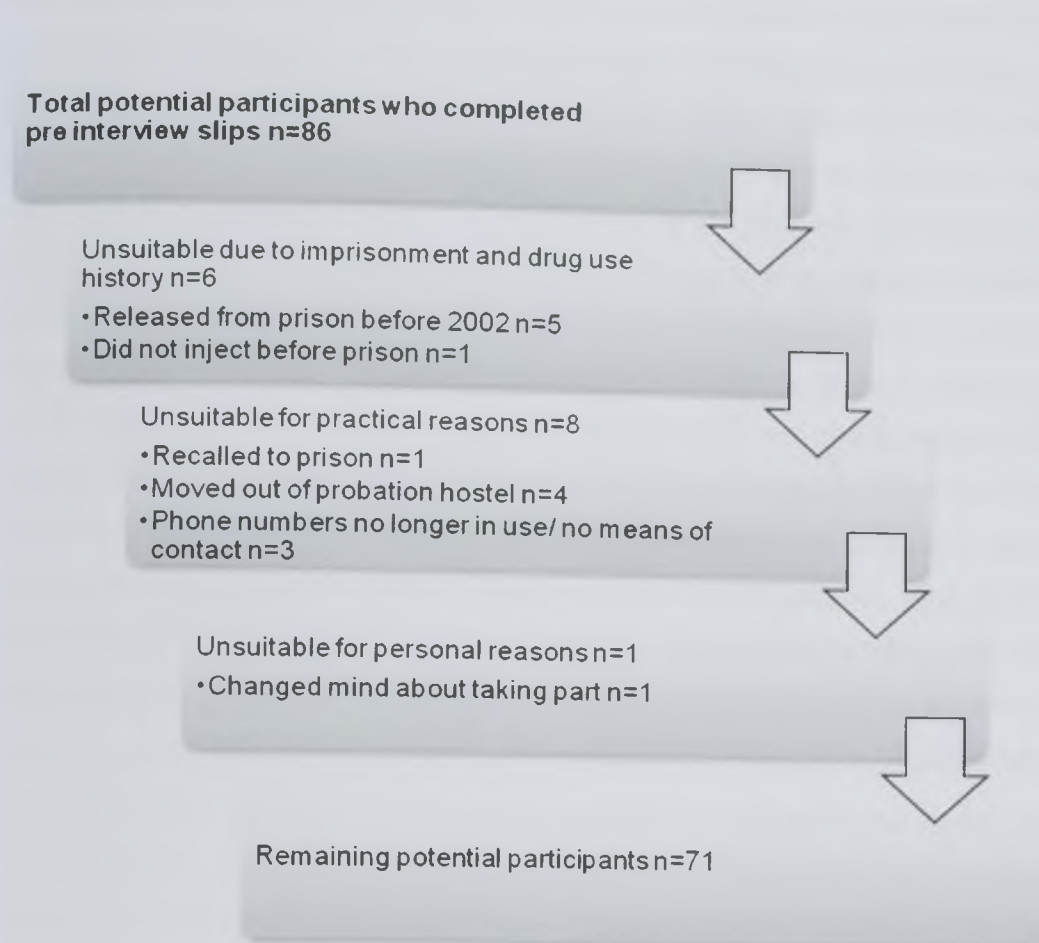 Total potential participants who completed
pre interview slips n=86
Unsuitable due to imprisonment and drug use
history n=6
•Released from prison before 2002 n=5
•Did not inject before prison n=1
Unsuitable for practical reasons n=8
•Recalled to prison n=1
•Moved out of probation hostel n=4
•Phone numbers no longer in use/ no means of
contact n=3
Unsuitable for personal reasons n=1
•Changed mind about taking part n=1
Remaining potential participants n=71